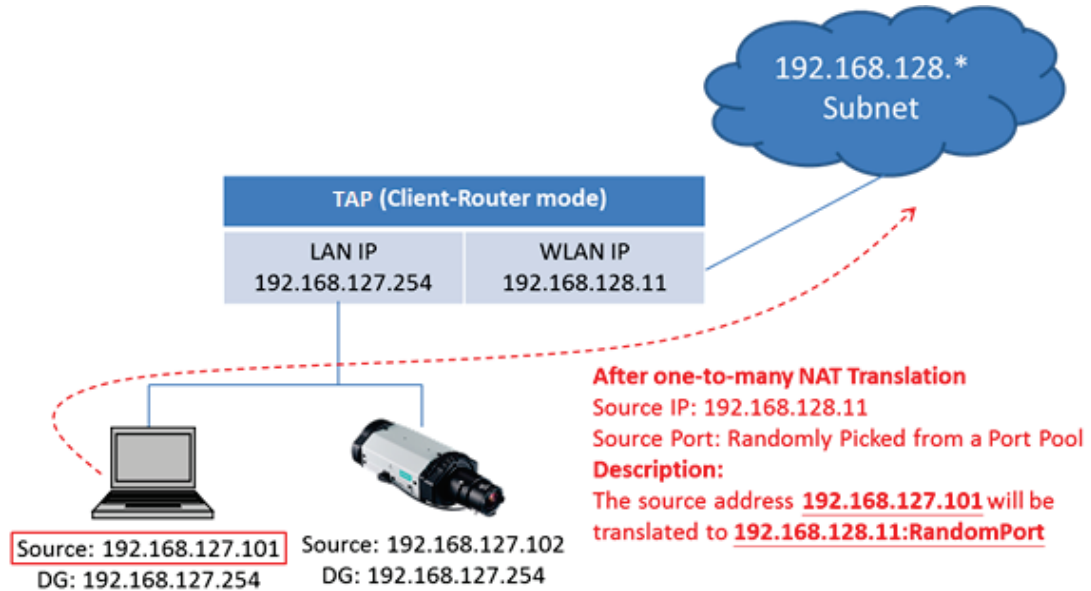 192.168.128.*
Subnet
TAP (Client-Router mode)
LAN IP
192.168.127.254
WLAN IP
192.168.128.11
After one-to-many NAT Translation
Source IP: 192.168.128.11
Source Port: Randomly Picked from a Port Pool
Description:
The source address 192.168.127.101 will be
translated to 192.168.128.11:RandomPort
Source: 192.168.127.101
DG: 192.168.127.254
Source: 192.168.127.102
DG: 192.168.127.254